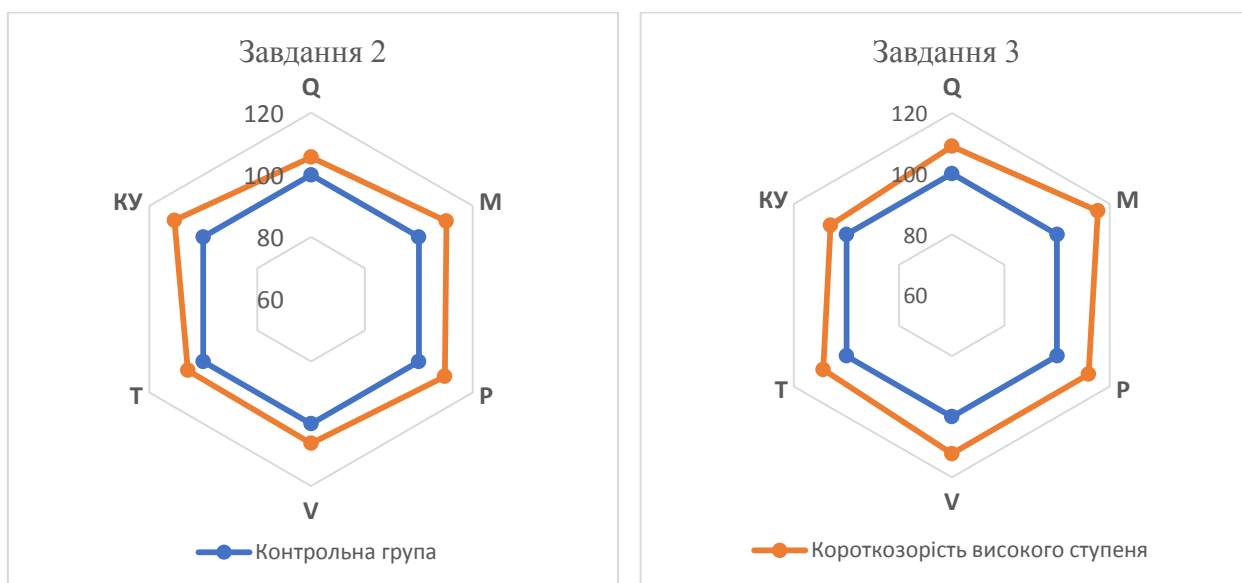 Завдання 2
Q
120
100
КУ
M
80
60
T
P
V
Контрольна група
Завдання 3
Q
120
100
КУ
M
80
60
T
P
V
Короткозорість високого ступеня